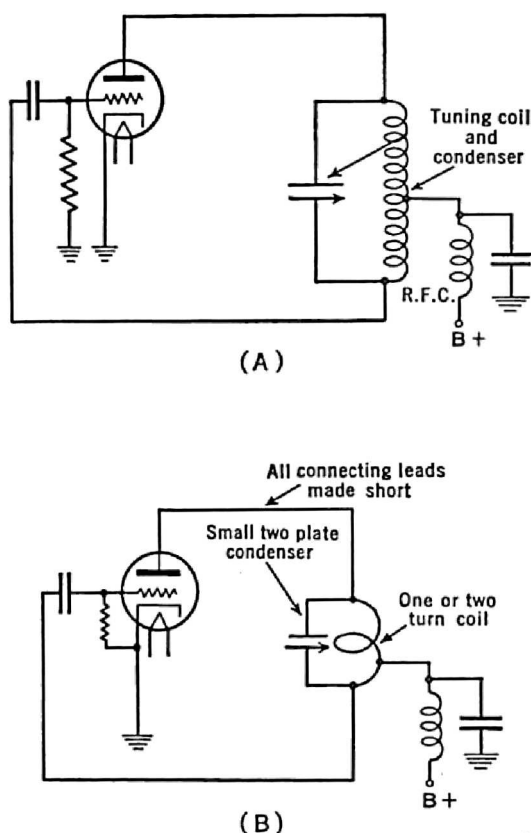 Tuning coil
and
condenser
R.F.C.
B+
(A)
All connecting leads
made short
Small two plate
condenser
One or two
turn coil
B+
(B)